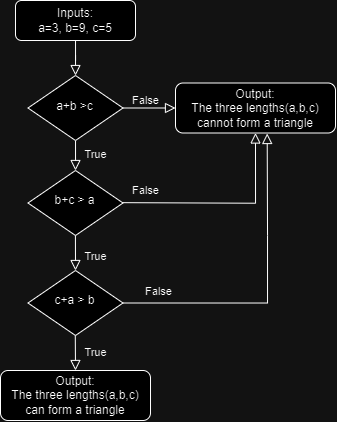 Inputs:
a=3, b=9, c=5
a+b >c
False
Output:
The three lengths(a,b,c)
cannot form a triangle
True
b+c > a
False
True
c+a > b
False
True
Output:
The three lengths(a,b,c)
can form a triangle